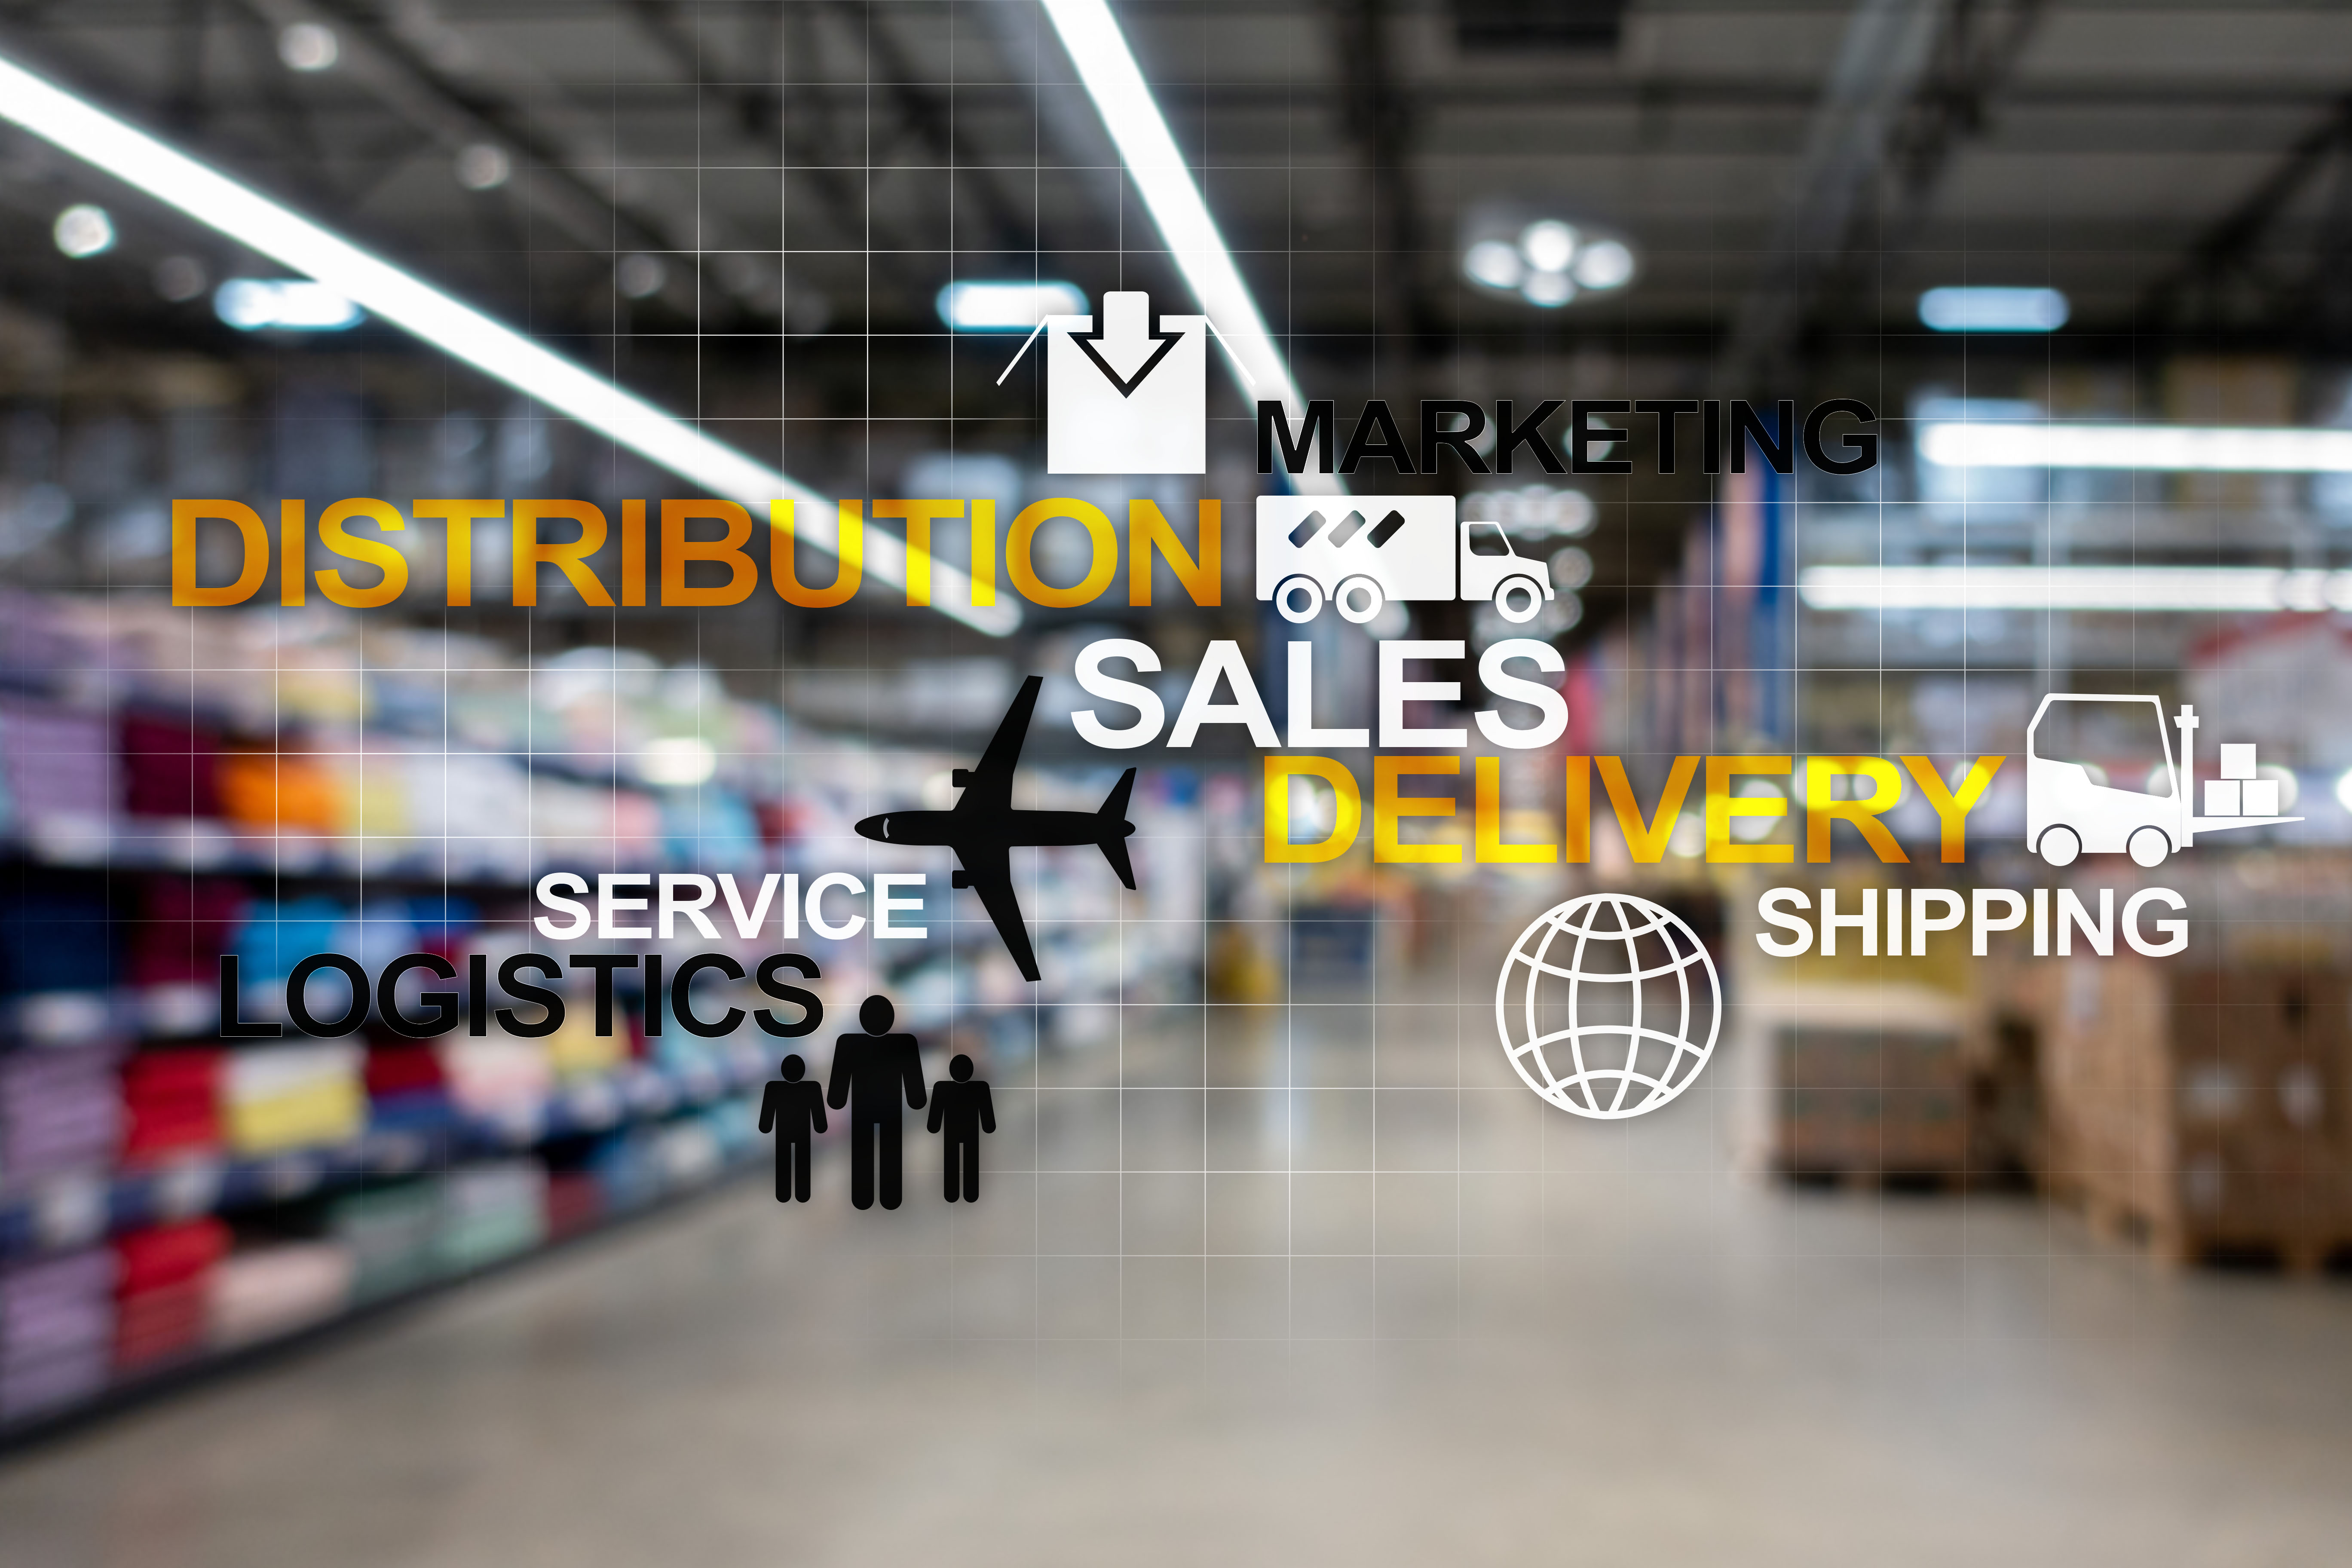 MARKETING
DISTRIBUTION
SALES
DELIVERY
SERVICE
SHIPPING
LOGISTICS